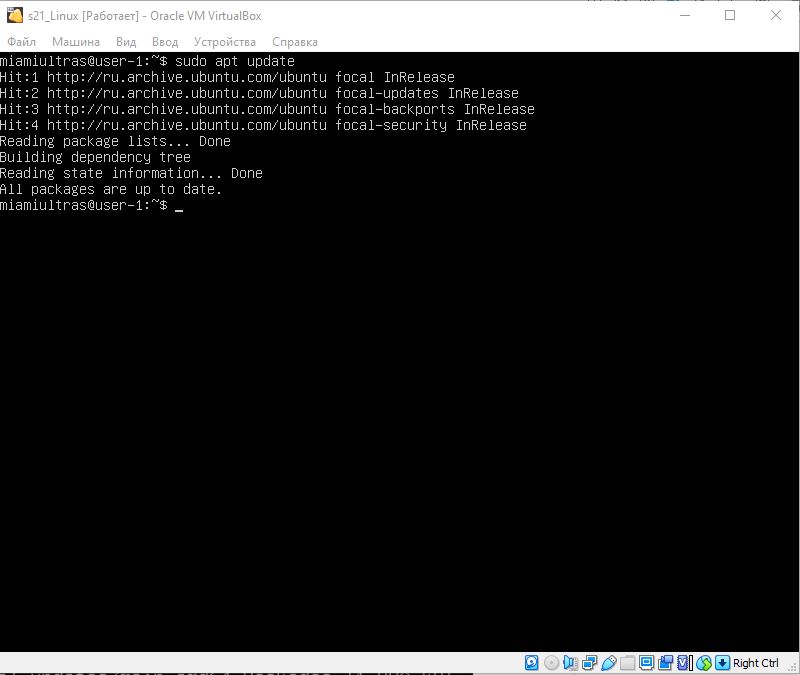 s21_Linux [Работает] - Oracle VM VirtualBox
Файл Машина Вид Ввод Устройства Справка
miamiultras@user-1:~$ sudo apt update
Hit:1 http://ru.archive.ubuntu.com/ubuntu focal InRelease
Hit:2 http://ru.archive.ubuntu.com/ubuntu focal-updates InRelease
Hit:3 http://ru.archive.ubuntu.com/ubuntu focal-backports InRelease
Hit:4 http://ru.archive.ubuntu.com/ubuntu focal-security InRelease
Reading package lists... Done
Building dependency tree
Reading state information... Done
All packages are up to date.
miamiultras@user-1:~$ _
Right Ctrl